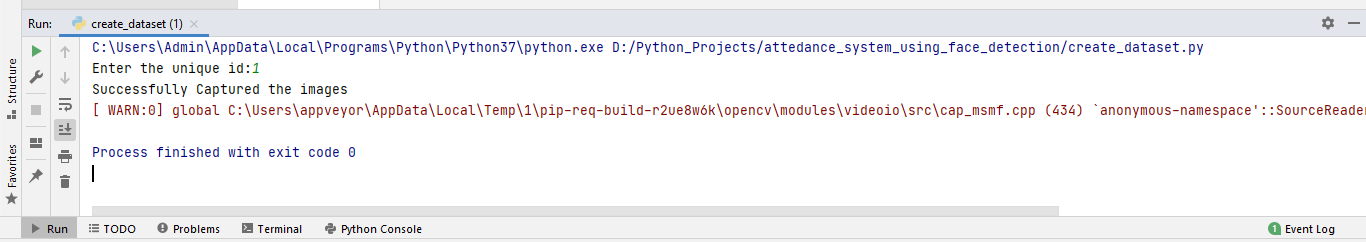 Run: create_dataset (1)
C:\Users\Admin\AppData\Local\Programs\Python\Python37\python.exe D:/Python_Projects/attedance_system_using_face_detection/create_dataset.py
Enter the unique id:1
Successfully Captured the images
[ WARN:0] global C:\Users\appveyor\AppData\Local\Temp\1\pip-req-build-r2ue8w6k\opencv\modules\videoio\src\cap_msmf.cpp (434) `anonymous-namespace'::SourceReader
Process finished with exit code 0
Structure
Favorites
Run TODO Problems Terminal Python Console 1 Event Log